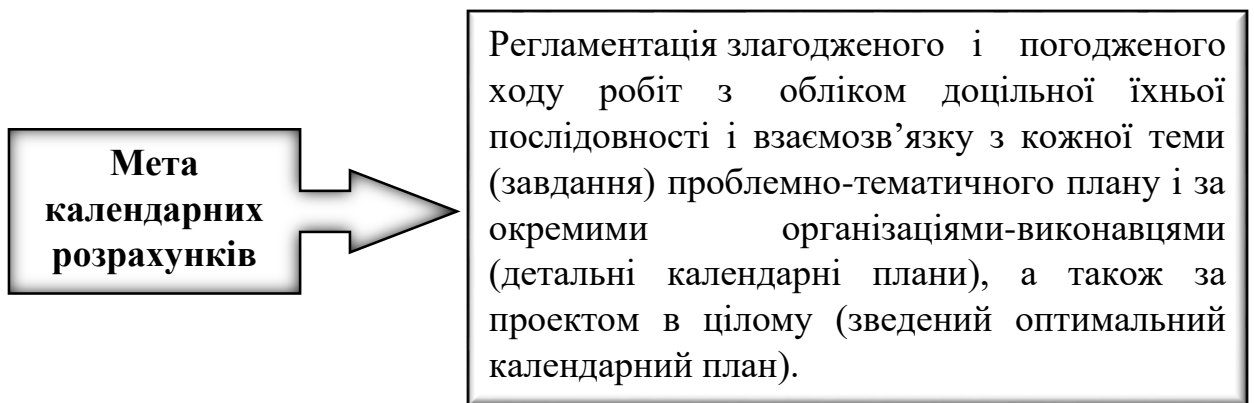 Мета
календарних
розрахунків
Регламентація злагодженого і погодженого
ходу робіт з обліком доцільної їхньої
послідовності і взаємозв’язку з кожної теми
(завдання) проблемно-тематичного плану і за
окремими організаціями-виконавцями
(детальні календарні плани), а також за
проектом в цілому (зведений оптимальний
календарний план).